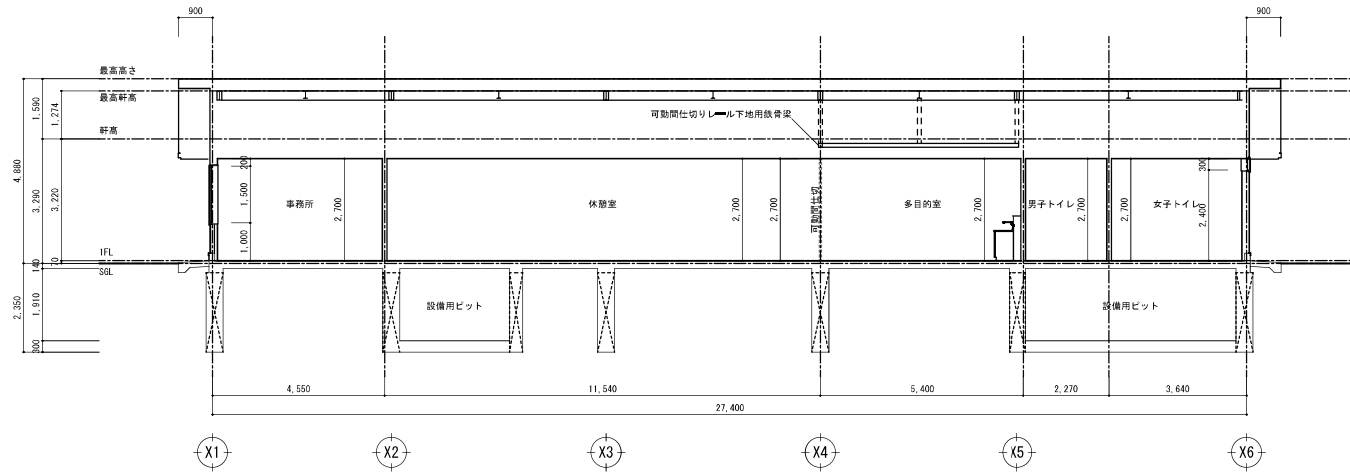 900
900
最高高さ
最高軒高
軒高
1,590
1,274
4,880
3,290
3,220
可動間仕切りレール下地用鉄骨梁
200
1,500
1,000
事務所
2,700
休憩室
2,700
2,700
可動間仕切
多目的室
2,700
男子トイレ
2,700
2,700
女子トイレ
300
2,400
1FL
70
140
SGL
2,350
1,910
300
設備用ピット
設備用ピット
4,550
11,540
5,400
2,270
3,640
27,400
X1
X2
X3
X4
X5
X6